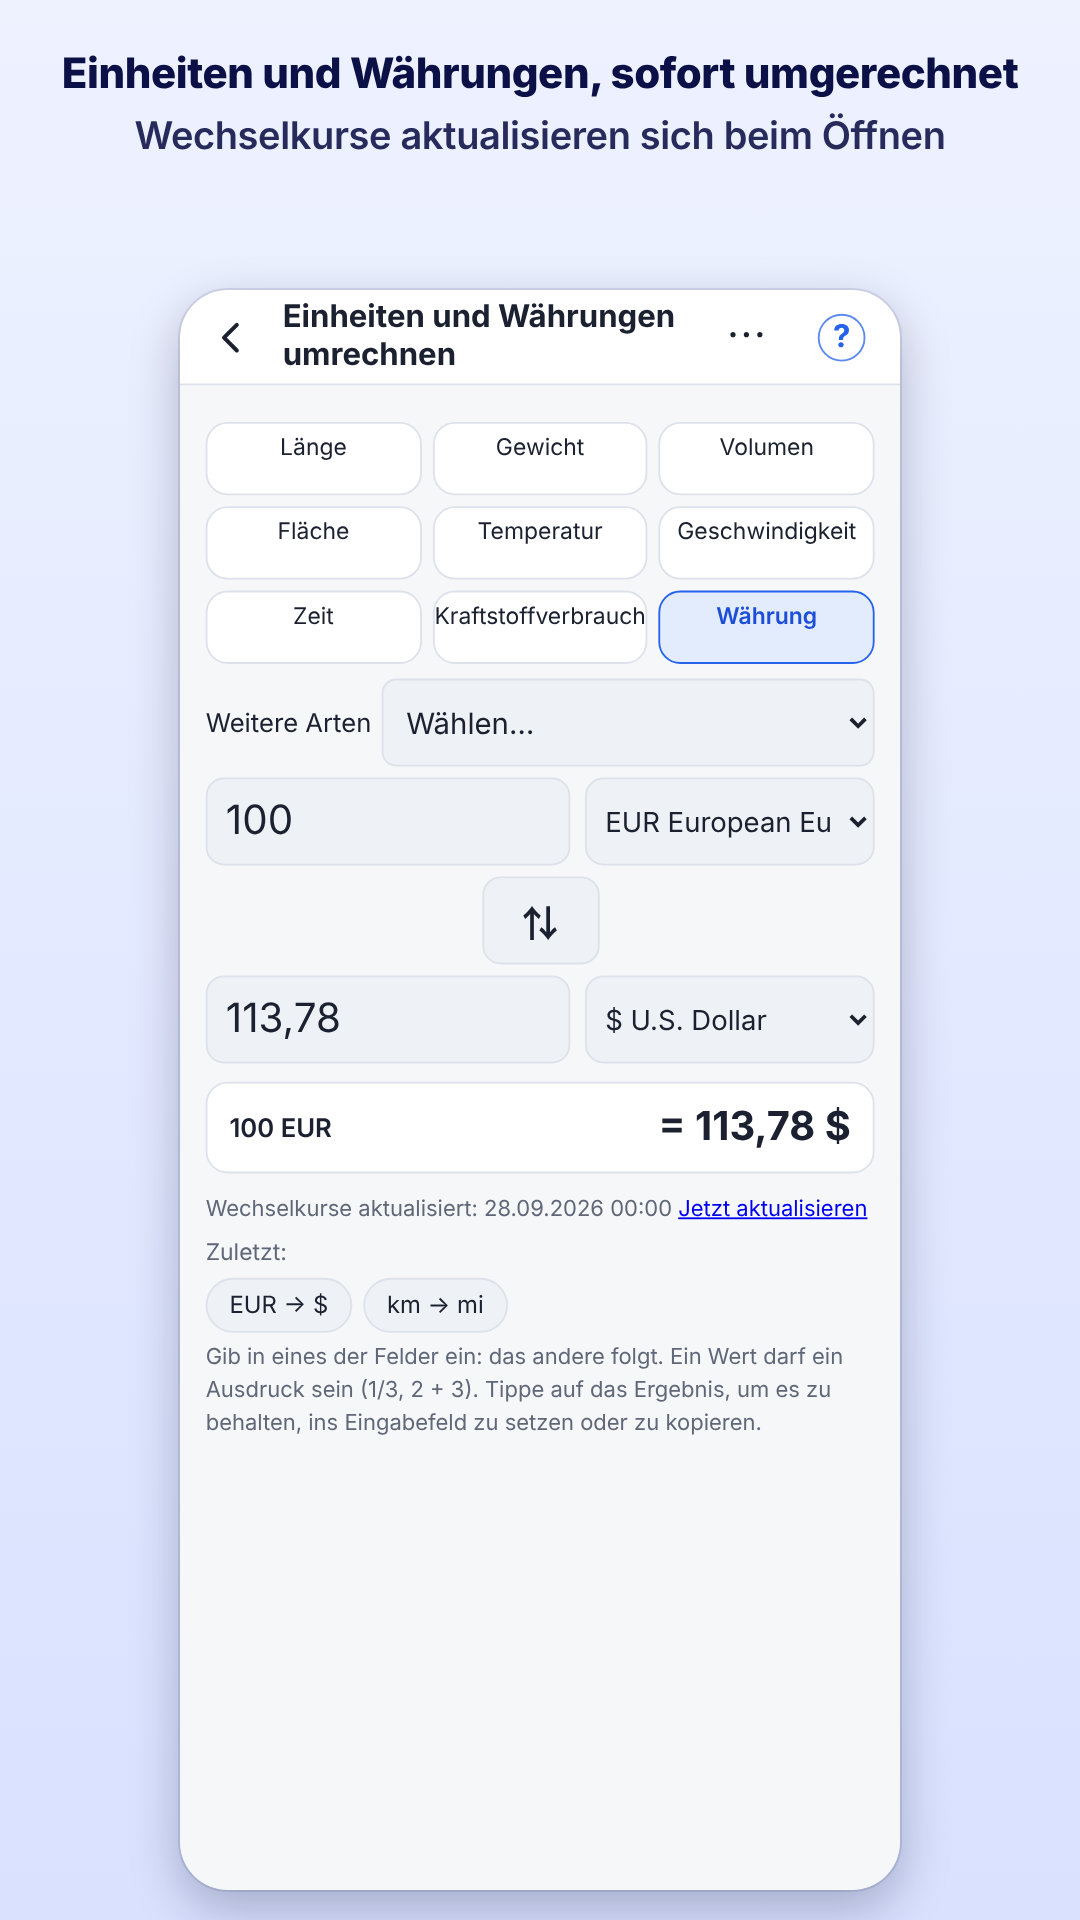 Einheiten und Währungen, sofort umgerechnet
Wechselkurse aktualisieren sich beim Öffnen
Einheiten und Währungen
umrechnen
... ?
Länge Gewicht Volumen
Fläche Temperatur Geschwindigkeit
Zeit Kraftstoffverbrauch Währung
Weitere Arten Wählen...
100 EUR European Eu
113,78 $ U.S. Dollar
100 EUR = 113,78 $
Wechselkurse aktualisiert: 28.09.2026 00:00 Jetzt aktualisieren
Zuletzt:
EUR → $ km → mi
Gib in eines der Felder ein: das andere folgt. Ein Wert darf ein
Ausdruck sein (1/3, 2 + 3). Tippe auf das Ergebnis, um es zu
behalten, ins Eingabefeld zu setzen oder zu kopieren.